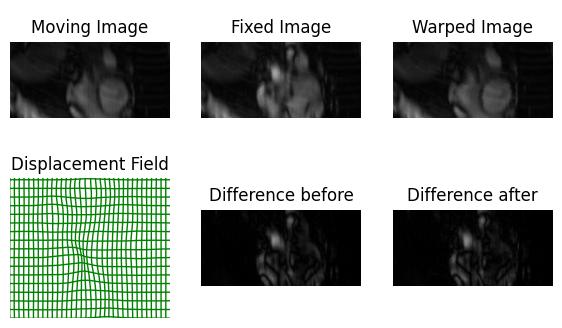 Moving Image
Fixed Image
Warped Image
Displacement Field
Difference before
Difference after